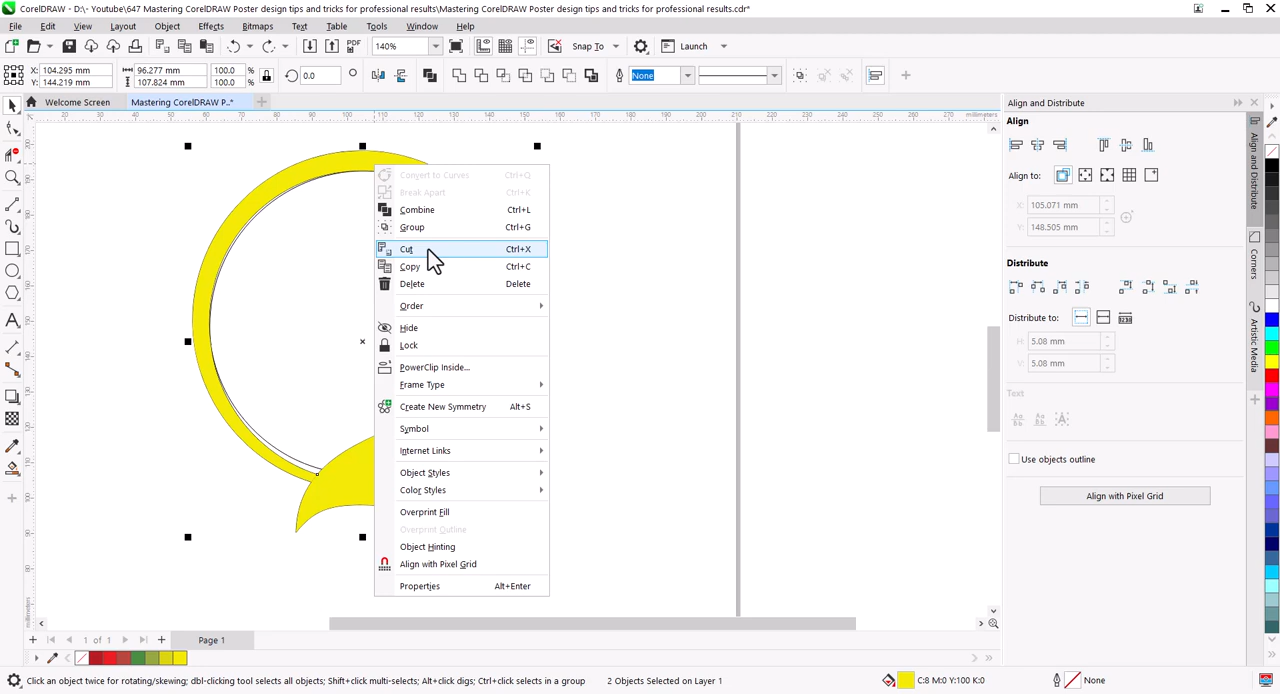 CorelDRAW - D:\- Youtube\647 Mastering CorelDRAW Poster design tips and tricks for professional results\Mastering CorelDRAW Poster design tips and tricks for professional results.cdr*
File Edit View Layout Object Effects Bitmaps Text Table Tools Window Help
PDF 140% Snap To Launch
X: 104.295 mm 96.277 mm 100.0 %
Y: 144.219 mm 107.824 mm 100.0 %
0.0 °
None
Welcome Screen Mastering CorelDRAW P..*
millimeters
Align and Distribute
Align
Align to:
X: 105.071 mm
Y: 148.505 mm
Distribute
Distribute to:
H: 5.08 mm
V: 5.08 mm
Text
Use objects outline
Align with Pixel Grid
Align and Distribute
Corners
Artistic Media
Convert to Curves Ctrl+Q
Break Apart Ctrl+K
Combine Ctrl+L
Group Ctrl+G
Cut Ctrl+X
Copy Ctrl+C
Delete Delete
Order
Hide
Lock
PowerClip Inside...
Frame Type
Create New Symmetry Alt+S
Symbol
Internet Links
Object Styles
Color Styles
Overprint Fill
Overprint Outline
Object Hinting
Align with Pixel Grid
Properties Alt+Enter
1 of 1 Page 1
Click an object twice for rotating/skewing; dbl-clicking tool selects all objects; Shift+click multi-selects; Alt+click digs; Ctrl+click selects in a group 2 Objects Selected on Layer 1 C:8 M:0 Y:100 K:0 None